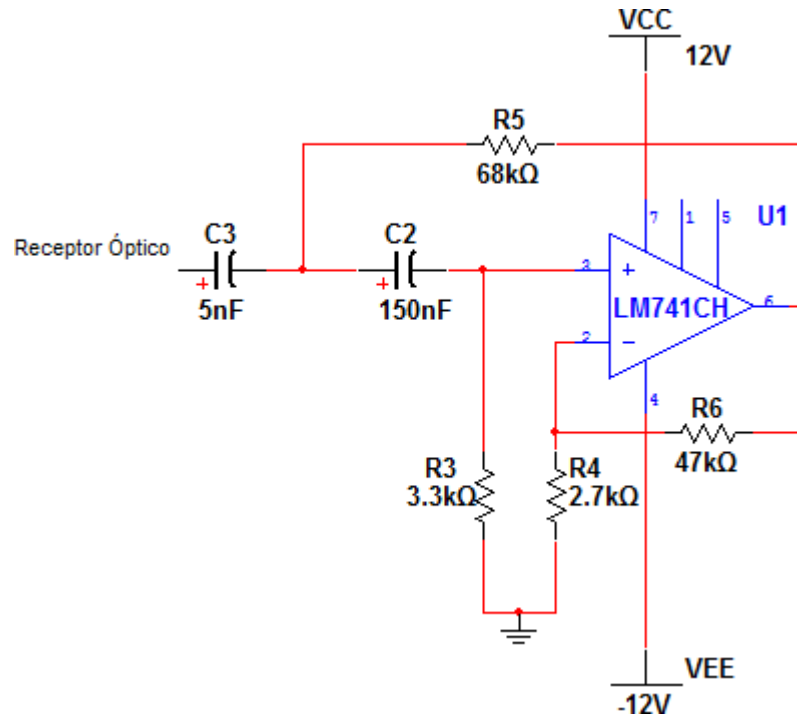 VCC
12V
R5
68kΩ
7
1
5
U1
Receptor Óptico
C3
C2
+
+
5nF
150nF
3
+
LM741CH
6
2
−
4
R6
47kΩ
R3
3.3kΩ
R4
2.7kΩ
VEE
-12V